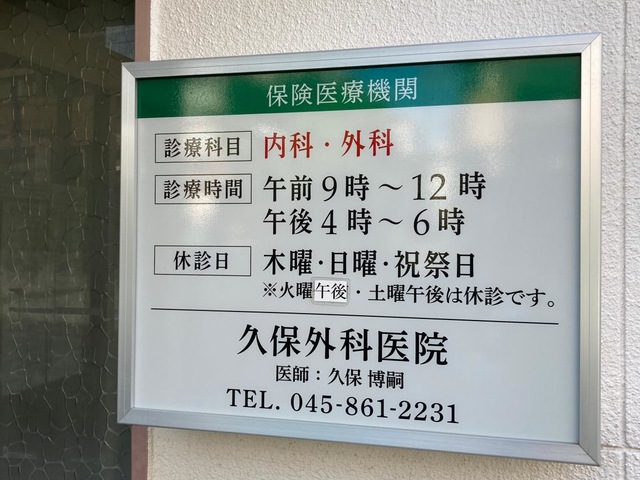 保険医療機関
診療科目 内科・外科
診療時間 午前9時～12時
午後4時～6時
休診日 木曜・日曜・祝祭日
※火曜午後・土曜午後は休診です。
久保外科医院
医師：久保 博嗣
TEL. 045-861-2231